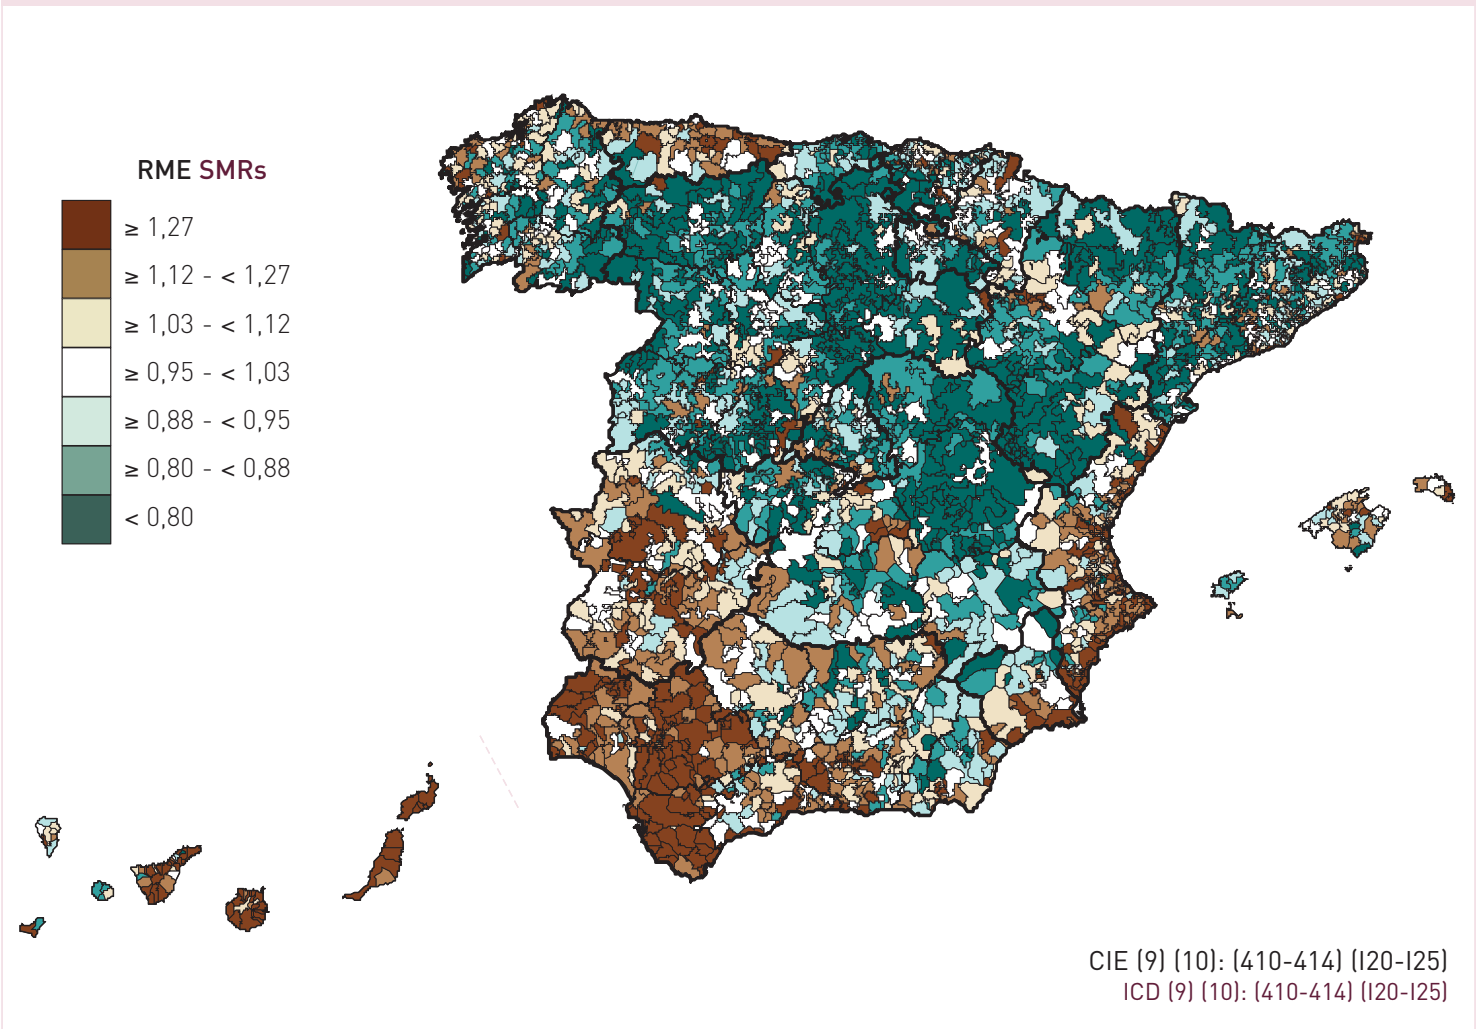 RME SMRs
≥ 1,27
≥ 1,12 - < 1,27
≥ 1,03 - < 1,12
≥ 0,95 - < 1,03
≥ 0,88 - < 0,95
≥ 0,80 - < 0,88
< 0,80
CIE (9) (10): (410-414) (I20-I25)
ICD (9) (10): (410-414) (I20-I25)